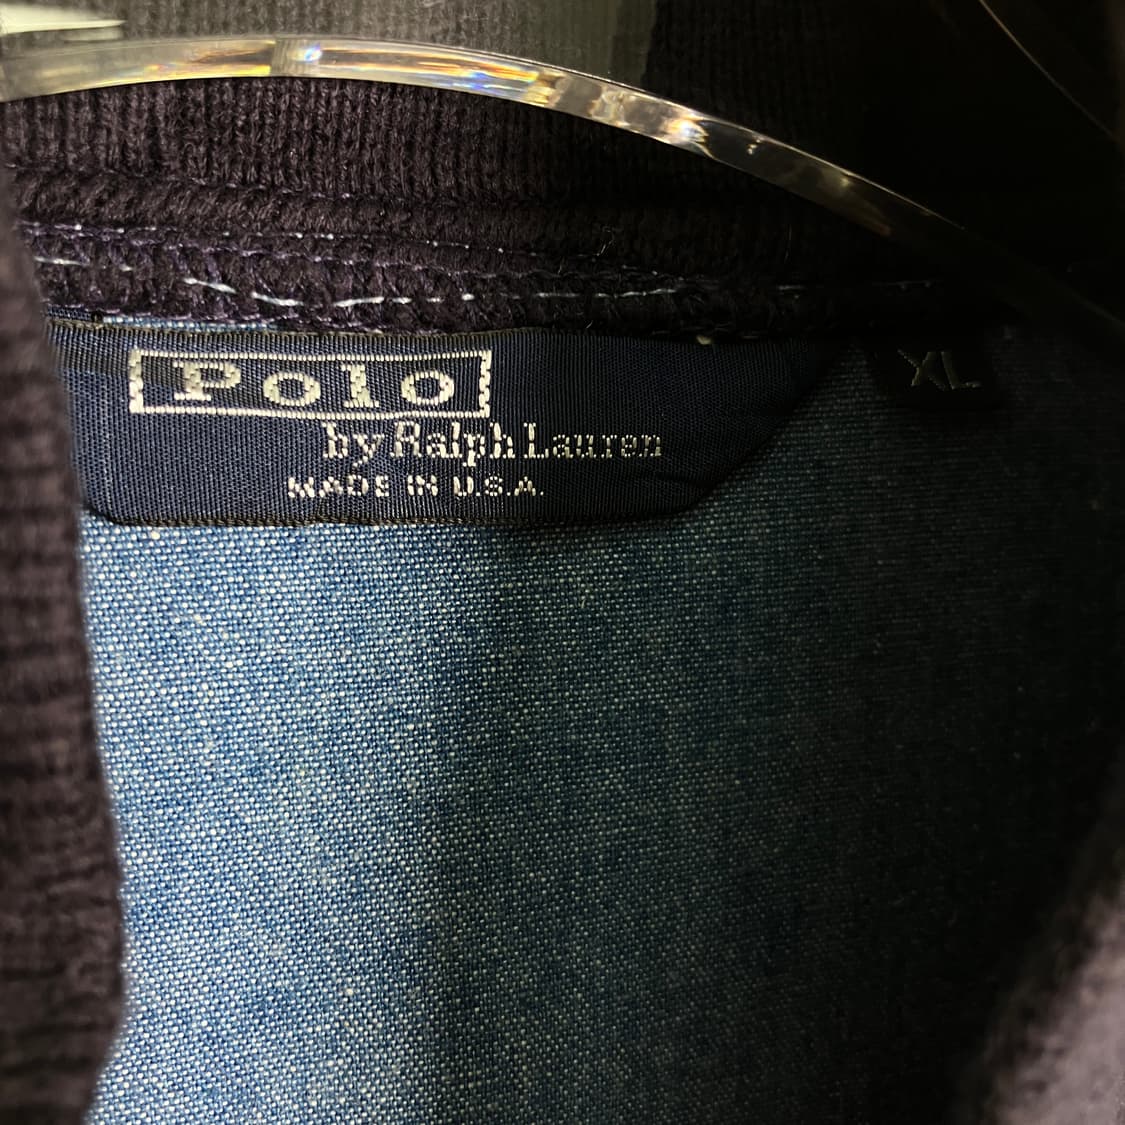 Polo
XL
by Ralph Lauren
MADE IN U.S.A.